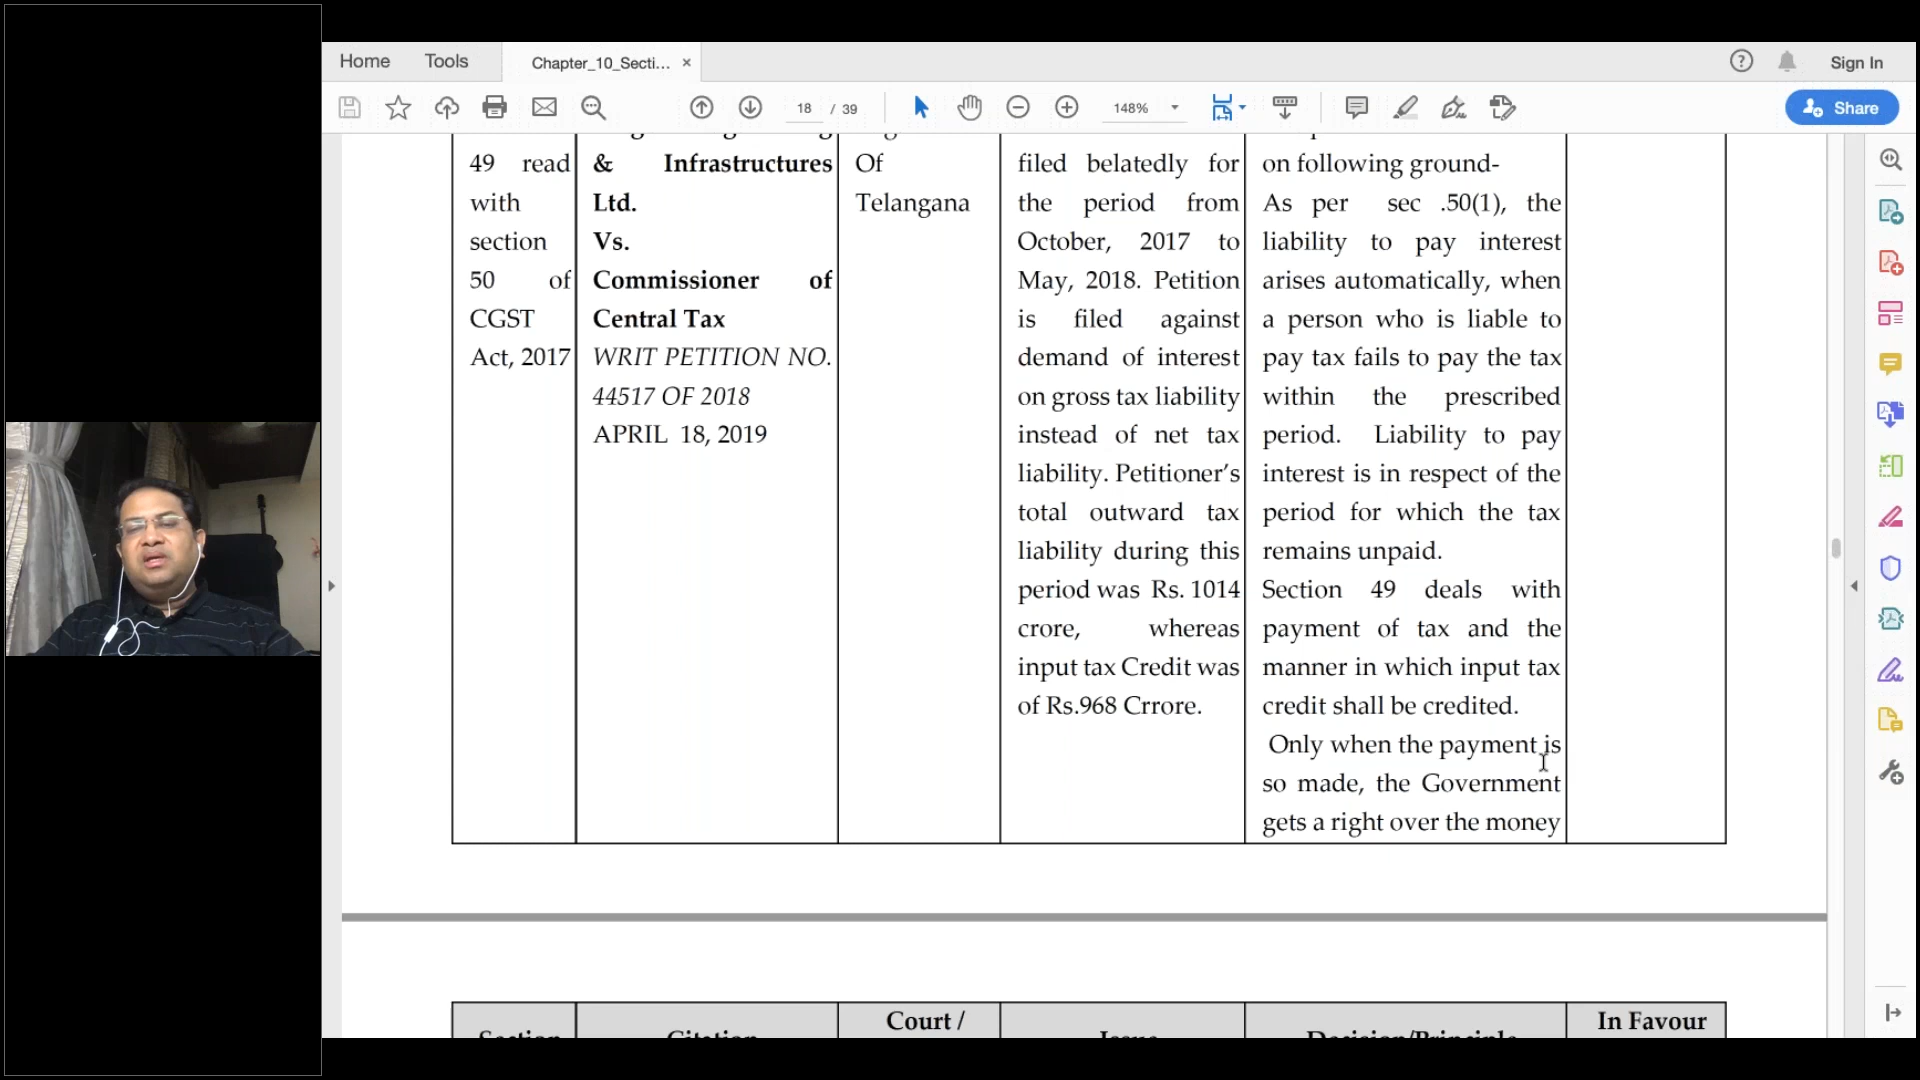 Home Tools Chapter_10_Secti... × Sign In
18 / 39 148% Share
49 read
with
section
50 of
CGST
Act, 2017
& Infrastructures
Ltd.
Vs.
Commissioner of
Central Tax
WRIT PETITION NO.
44517 OF 2018
APRIL 18, 2019
Of
Telangana
filed belatedly for
the period from
October, 2017 to
May, 2018. Petition
is filed against
demand of interest
on gross tax liability
instead of net tax
liability. Petitioner's
total outward tax
liability during this
period was Rs. 1014
crore, whereas
input tax Credit was
of Rs.968 Crrore.
on following ground-
As per sec .50(1), the
liability to pay interest
arises automatically, when
a person who is liable to
pay tax fails to pay the tax
within the prescribed
period. Liability to pay
interest is in respect of the
period for which the tax
remains unpaid.
Section 49 deals with
payment of tax and the
manner in which input tax
credit shall be credited.
Only when the payment is
so made, the Government
gets a right over the money
Section
Citation
Court /
Issue
Decision/Principle
In Favour